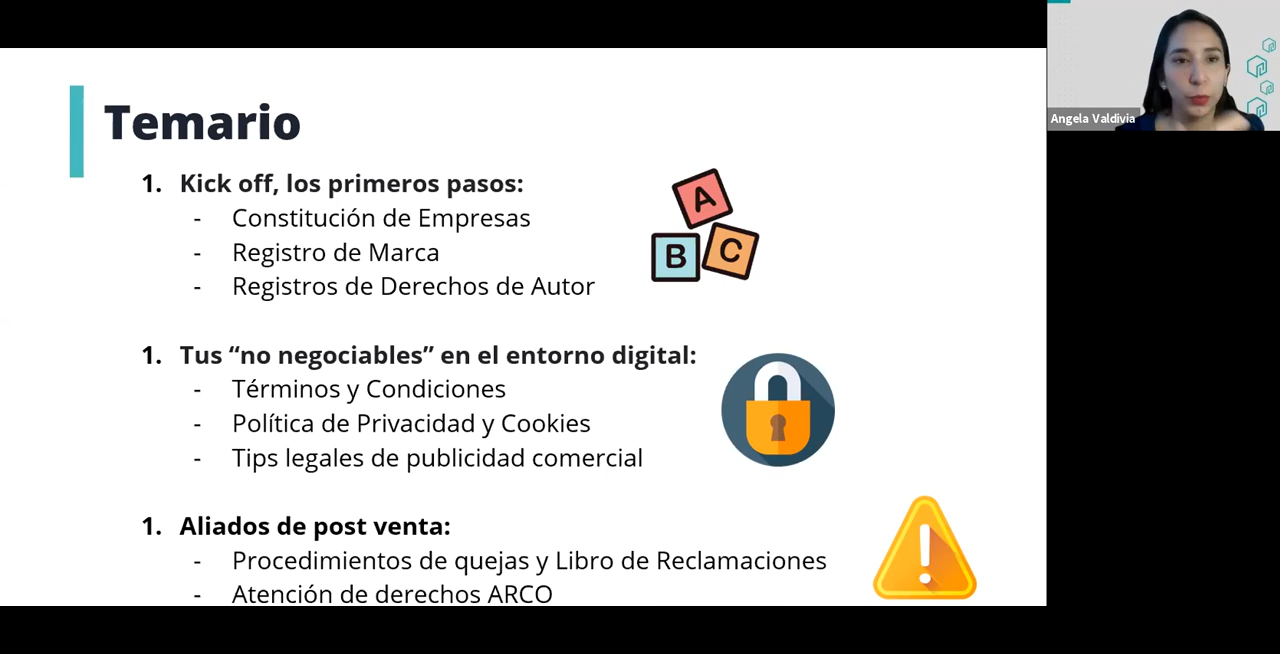 Temario
1. Kick off, los primeros pasos:
- Constitución de Empresas
- Registro de Marca
- Registros de Derechos de Autor
A
B
C
1. Tus “no negociables” en el entorno digital:
- Términos y Condiciones
- Política de Privacidad y Cookies
- Tips legales de publicidad comercial
1. Aliados de post venta:
- Procedimientos de quejas y Libro de Reclamaciones
- Atención de derechos ARCO
!
Angela Valdivia